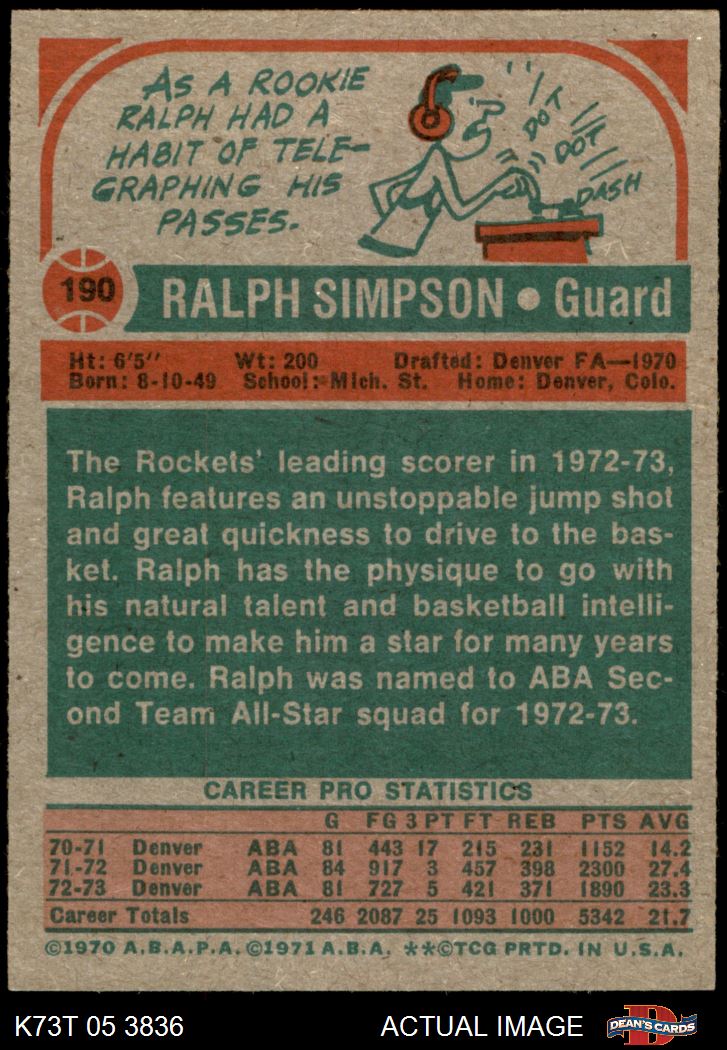 AS A ROOKIE
RALPH HAD A
HABIT OF TELE-
GRAPHING HIS
PASSES.
DOT
DOT
DASH
190
RALPH SIMPSON • Guard
Ht: 6'5" Wt: 200 Drafted: Denver FA—1970
Born: 8-10-49 School: Mich. St. Home: Denver, Colo.
The Rockets' leading scorer in 1972-73,
Ralph features an unstoppable jump shot
and great quickness to drive to the bas-
ket. Ralph has the physique to go with
his natural talent and basketball intelli-
gence to make him a star for many years
to come. Ralph was named to ABA Sec-
ond Team All-Star squad for 1972-73.
CAREER PRO STATISTICS
G FG 3 PT FT REB PTS AVG
70-71 Denver ABA 81 443 17 215 231 1152 14.2
71-72 Denver ABA 84 917 3 457 398 2300 27.4
72-73 Denver ABA 81 727 5 421 371 1890 23.3
Career Totals 246 2087 25 1093 1000 5342 21.7
©1970 A.B.A.P.A. ©1971 A.B.A. **©TCG PRTD. IN U.S.A.
K73T 05 3836 ACTUAL IMAGE
DEAN'S CARDS